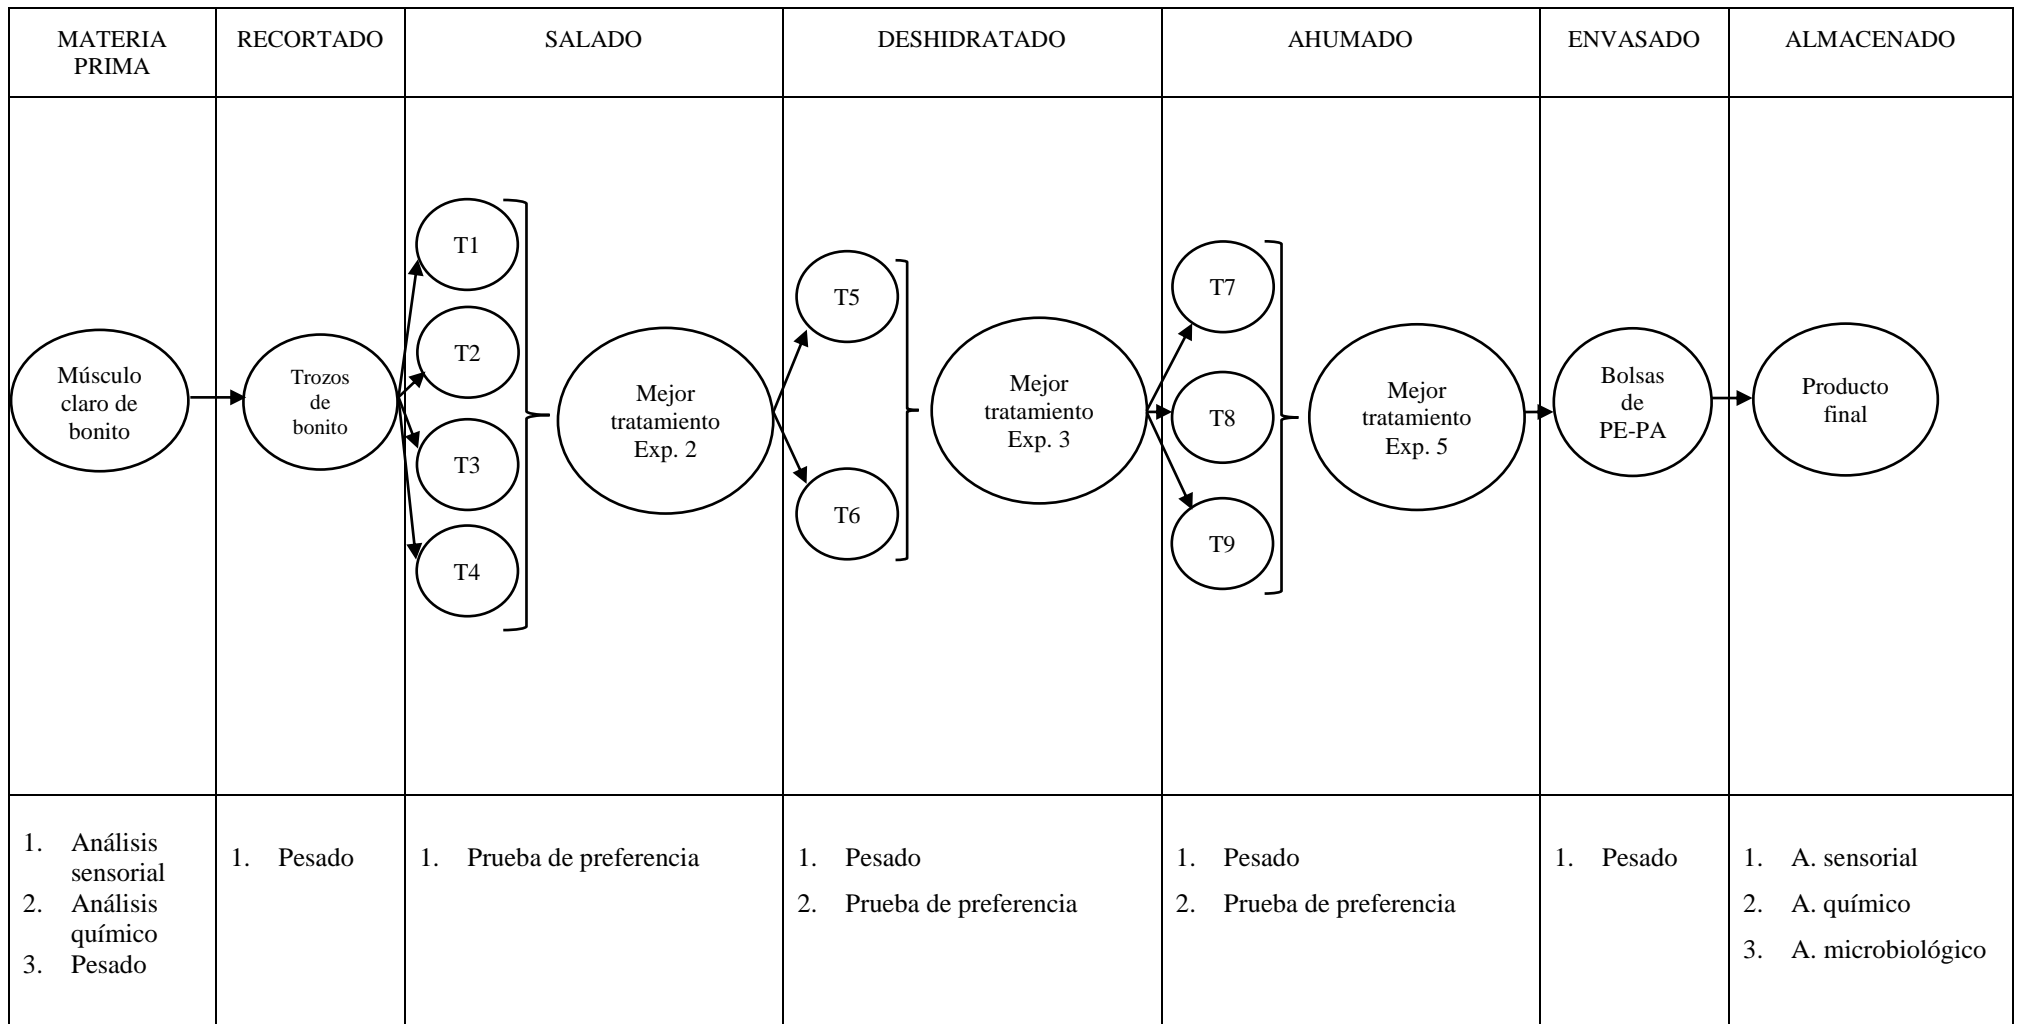 MATERIA
PRIMA
RECORTADO
SALADO
DESHIDRATADO
AHUMADO
ENVASADO
ALMACENADO
Músculo
claro de
bonito
Trozos
de
bonito
T1
T2
T3
T4
Mejor
tratamiento
Exp. 2
T5
T6
Mejor
tratamiento
Exp. 3
T7
T8
T9
Mejor
tratamiento
Exp. 5
Bolsas
de
PE-PA
Producto
final
1. Análisis
sensorial
2. Análisis
químico
3. Pesado
1. Pesado
1. Prueba de preferencia
1. Pesado
2. Prueba de preferencia
1. Pesado
2. Prueba de preferencia
1. Pesado
1. A. sensorial
2. A. químico
3. A. microbiológico